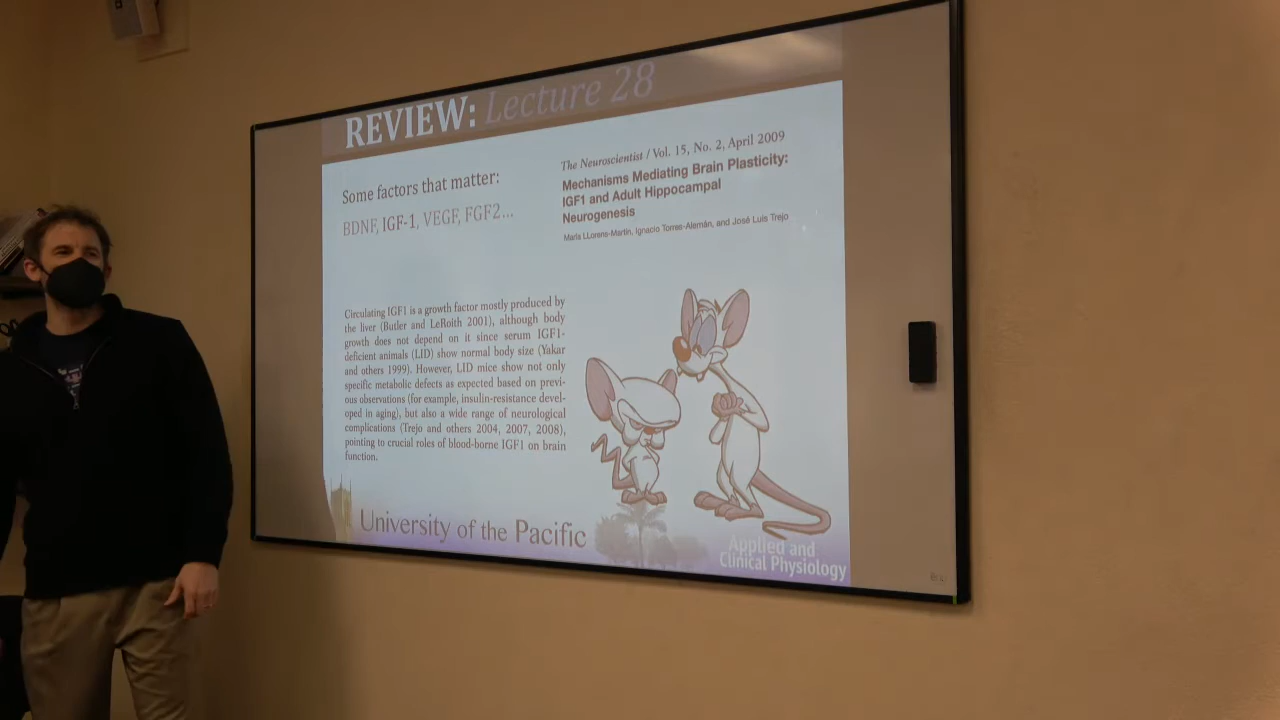 REVIEW: Lecture 28
Some factors that matter:
BDNF, IGF-1, VEGF, FGF2...
The Neuroscientist / Vol. 15, No. 2, April 2009
Mechanisms Mediating Brain Plasticity:
IGF1 and Adult Hippocampal
Neurogenesis
María LLorens-Martín, Ignacio Torres-Alemán, and José Luis Trejo
Circulating IGF1 is a growth factor mostly produced by
the liver (Butler and LeRoith 2001), although body
growth does not depend on it since serum IGF1-
deficient animals (LID) show normal body size (Yakar
and others 1999). However, LID mice show not only
specific metabolic defects as expected based on previ-
ous observations (for example, insulin-resistance devel-
oped in aging), but also a wide range of neurological
complications (Trejo and others 2004, 2007, 2008),
pointing to crucial roles of blood-borne IGF1 on brain
function.
University of the Pacific
Applied and
Clinical Physiology